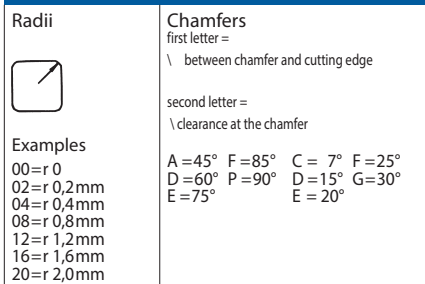 Radii
Examples
00=r 0
02=r 0,2mm
04=r 0,4mm
08=r 0,8mm
12=r 1,2mm
16=r 1,6mm
20=r 2,0mm
Chamfers
first letter =
\ between chamfer and cutting edge
second letter =
\ clearance at the chamfer
A =45° F =85° C = 7° F =25°
D =60° P =90° D =15° G=30°
E =75° E = 20°